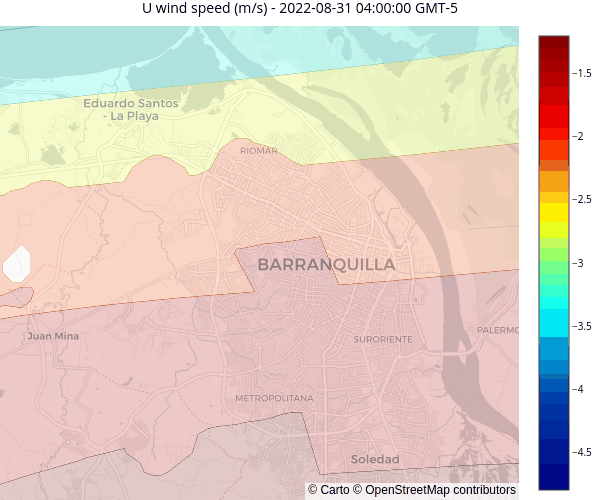 U wind speed (m/s) - 2022-08-31 04:00:00 GMT-5
Eduardo Santos
- La Playa
RIOMAR
BARRANQUILLA
Juan Mina
SURORIENTE
PALERMO
METROPOLITANA
Soledad
© Carto © OpenStreetMap contributors
−1.5
−2
−2.5
−3
−3.5
−4
−4.5